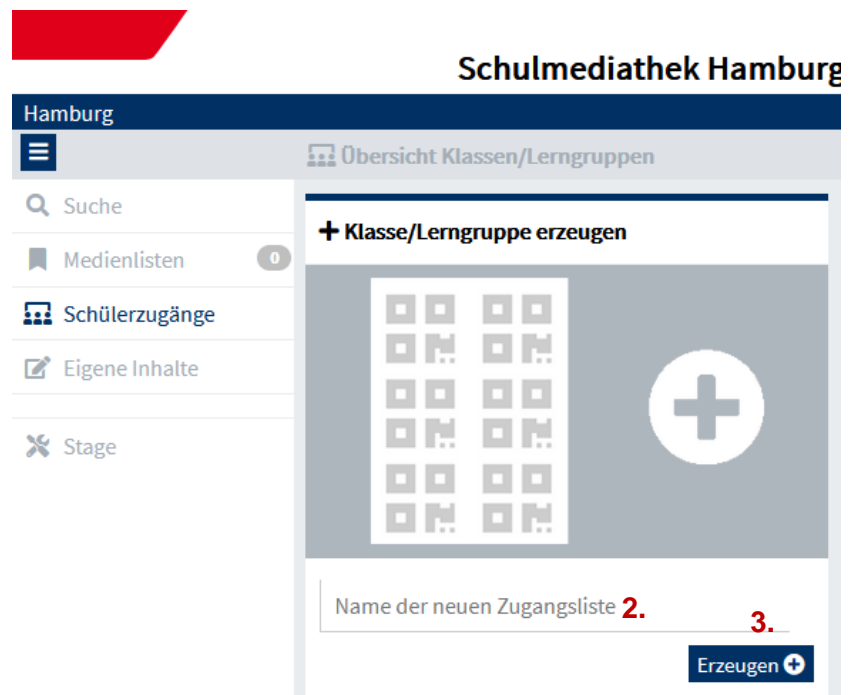 Schulmediathek Hamburg
Hamburg
Übersicht Klassen/Lerngruppen
Suche
Medienlisten 0
Schülerzugänge
Eigene Inhalte
Stage
Klasse/Lerngruppe erzeugen
Name der neuen Zugangsliste 2.
3.
Erzeugen